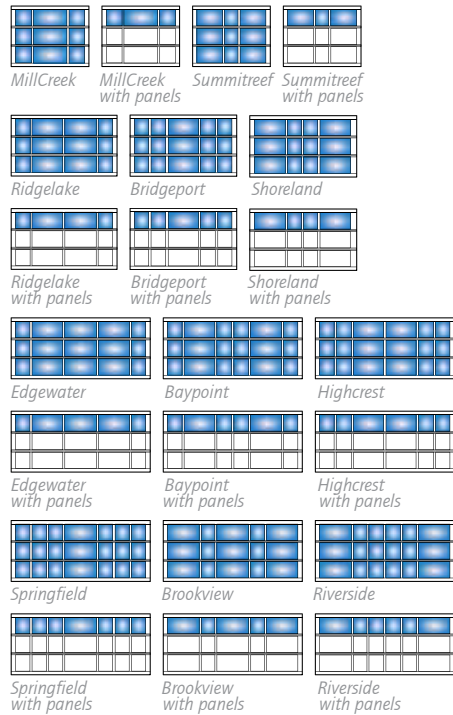 MillCreek
MillCreek
with panels
Summitreef
Summitreef
with panels
Ridgelake
Bridgeport
Shoreland
Ridgelake
with panels
Bridgeport
with panels
Shoreland
with panels
Edgewater
Baypoint
Highcrest
Edgewater
with panels
Baypoint
with panels
Highcrest
with panels
Springfield
Brookview
Riverside
Springfield
with panels
Brookview
with panels
Riverside
with panels